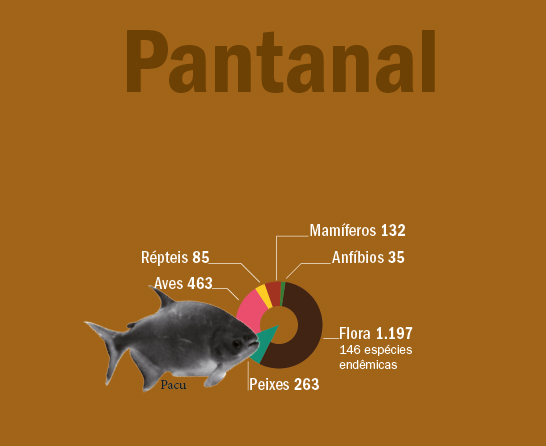 Pantanal
Mamíferos 132
Répteis 85
Anfíbios 35
Aves 463
Flora 1.197
146 espécies
endêmicas
Peixes 263
Pacu